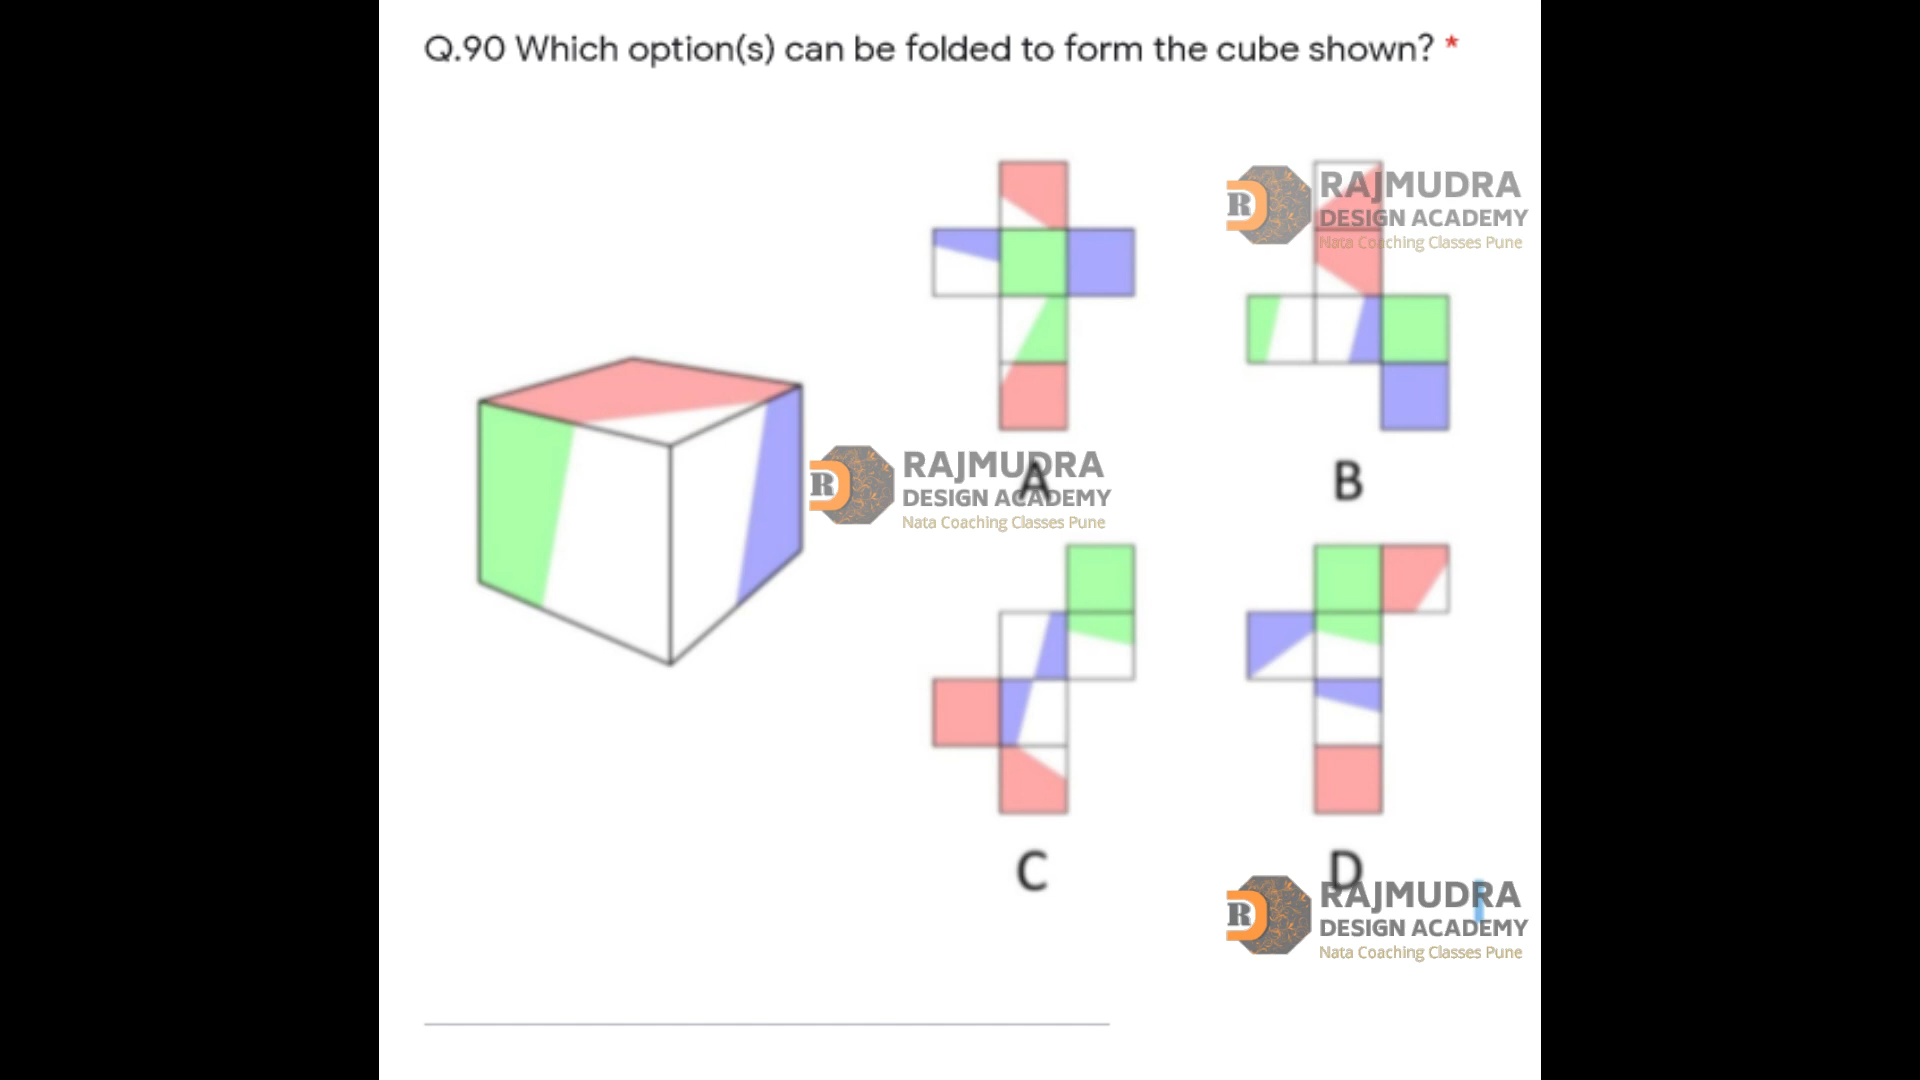 Q.90 Which option(s) can be folded to form the cube shown? *
R RAJMUDRA
DESIGN ACADEMY
Nata Coaching Classes Pune
A
B
R RAJMUDRA
DESIGN ACADEMY
Nata Coaching Classes Pune
C
D
R RAJMUDRA
DESIGN ACADEMY
Nata Coaching Classes Pune